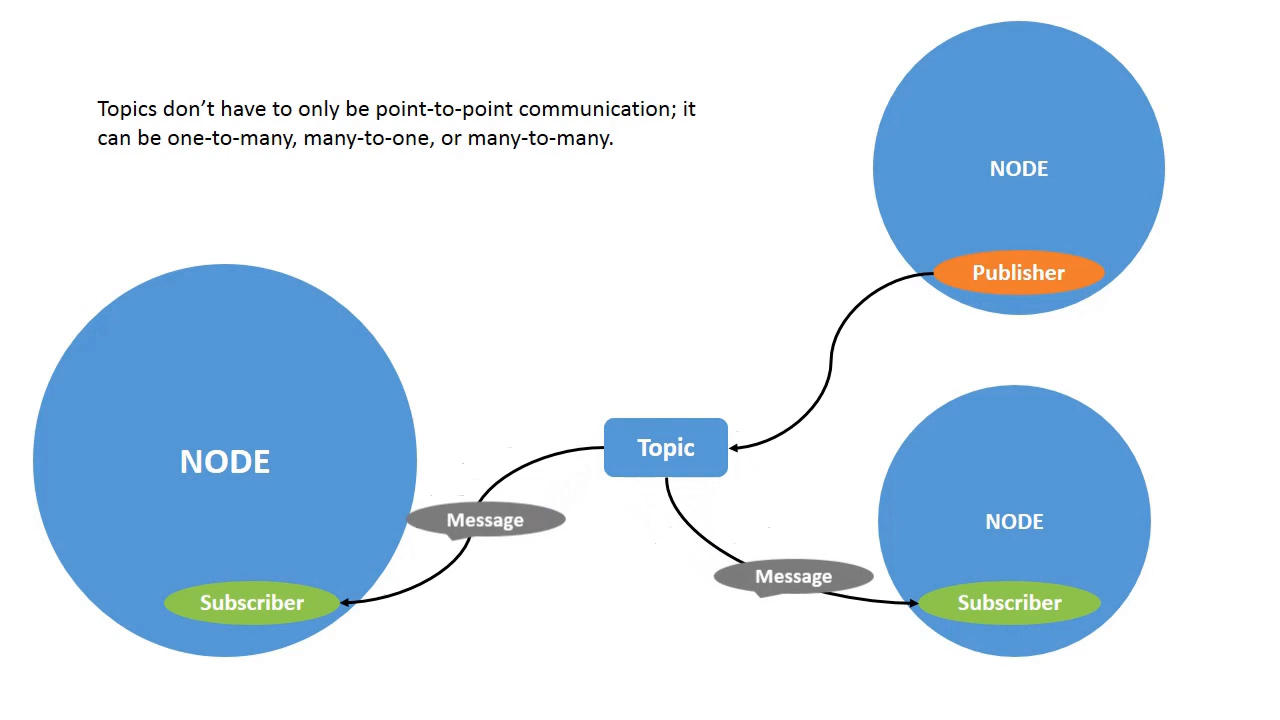 Topics don’t have to only be point-to-point communication; it
can be one-to-many, many-to-one, or many-to-many.
NODE
Publisher
Topic
NODE
Message
Subscriber
NODE
Message
Subscriber